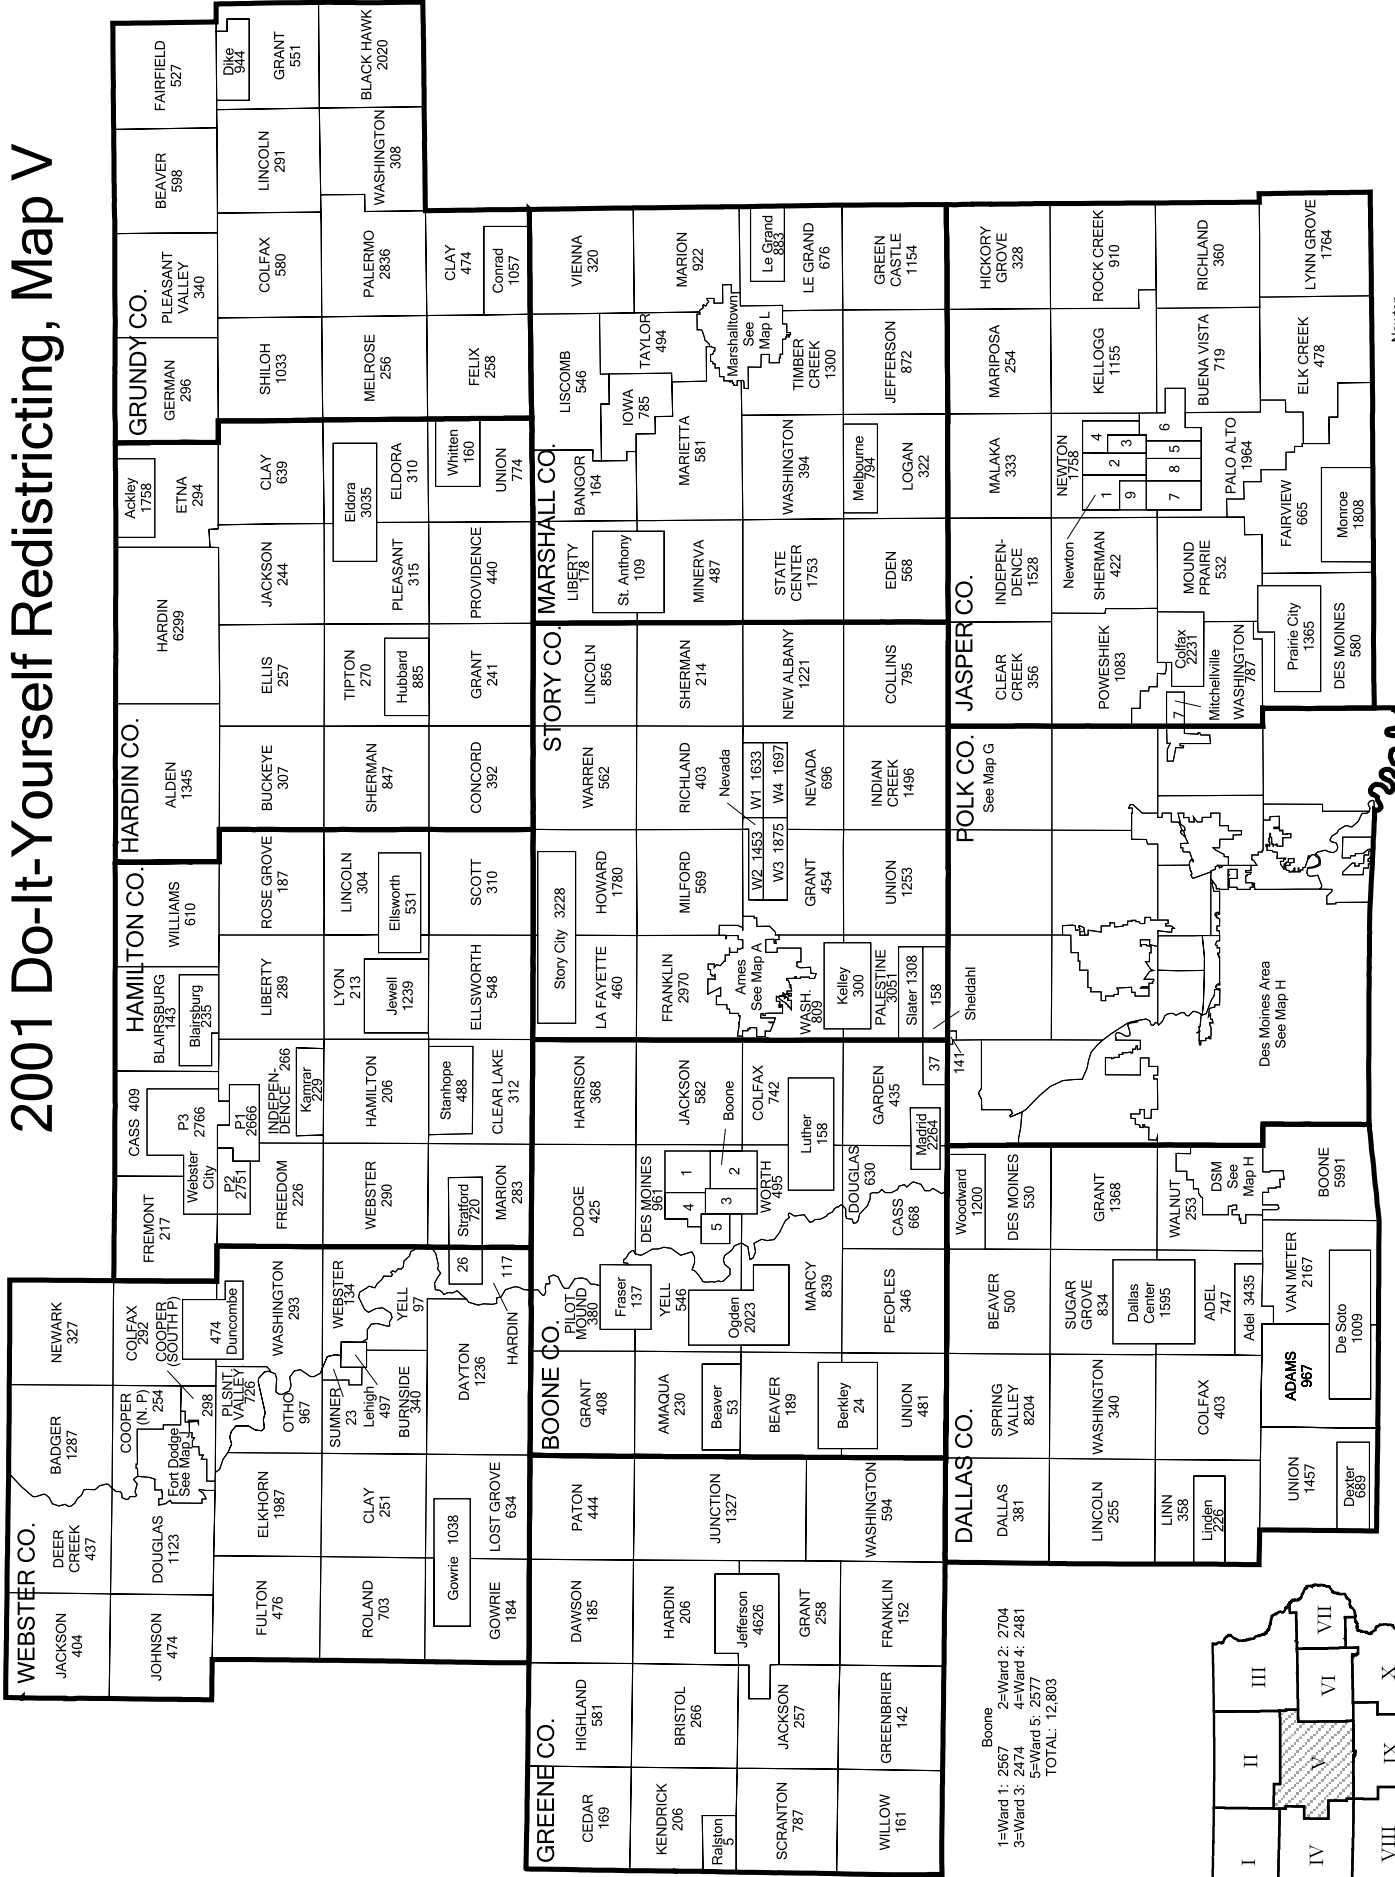 2001 Do-It-Yourself Redistricting, Map V
WEBSTER CO.
JACKSON
404
DEER
CREEK
437
BADGER
1287
NEWARK
327
JOHNSON
474
DOUGLAS
1123
COOPER
(N. P)
254
Fort Dodge
See Map J
298
COLFAX
292
COOPER
(SOUTH P)
474
Duncombe
FULTON
476
ELKHORN
1987
OTHO
967
PLSNT.
VALLEY
726
WASHINGTON
293
ROLAND
703
CLAY
251
SUMNER
23
Lehigh
497
BURNSIDE
340
WEBSTER
134
YELL
97
GOWRIE
184
Gowrie 1038
LOST GROVE
634
DAYTON
1236
HARDIN
117
26
HAMILTON CO.
FREMONT
217
CASS 409
P3
2766
Webster
City
P2
2751
P1
2666
BLAIRSBURG
143
Blairsburg
235
WILLIAMS
610
FREEDOM
226
INDEPEN-
DENCE 266
Kamrar
229
LIBERTY
289
ROSE GROVE
187
WEBSTER
290
HAMILTON
206
LYON
213
Jewell
1239
LINCOLN
304
Ellsworth
531
Stratford
720
MARION
283
Stanhope
488
CLEAR LAKE
312
ELLSWORTH
548
SCOTT
310
HARDIN CO.
ALDEN
1345
HARDIN
6299
Ackley
1758
ETNA
294
BUCKEYE
307
ELLIS
257
JACKSON
244
CLAY
639
SHERMAN
847
TIPTON
270
Hubbard
885
PLEASANT
315
Eldora
3035
ELDORA
310
CONCORD
392
GRANT
241
PROVIDENCE
440
Whitten
160
UNION
774
GRUNDY CO.
GERMAN
296
PLEASANT
VALLEY
340
BEAVER
598
FAIRFIELD
527
SHILOH
1033
COLFAX
580
LINCOLN
291
Dike
944
GRANT
551
MELROSE
256
PALERMO
2836
WASHINGTON
308
BLACK HAWK
2020
FELIX
258
CLAY
474
Conrad
1057
GREENE CO.
CEDAR
169
HIGHLAND
581
DAWSON
185
PATON
444
KENDRICK
206
Ralston
5
BRISTOL
266
HARDIN
206
Jefferson
4626
JUNCTION
1327
SCRANTON
787
JACKSON
257
GRANT
258
WASHINGTON
594
WILLOW
161
GREENBRIER
142
FRANKLIN
152
BOONE CO.
GRANT
408
PILOT
MOUND
380
DODGE
425
HARRISON
368
AMAQUA
230
Beaver
53
Fraser
137
YELL
546
Ogden
2023
DES MOINES
961
1
2
3
4
5
Boone
JACKSON
582
BEAVER
189
Berkley
24
MARCY
839
WORTH
495
COLFAX
742
Luther
158
UNION
481
PEOPLES
346
CASS
668
DOUGLAS
630
GARDEN
435
Madrid
2264
37
STORY CO.
Story City 3228
LA FAYETTE
460
HOWARD
1780
WARREN
562
LINCOLN
856
FRANKLIN
2970
MILFORD
569
RICHLAND
403
SHERMAN
214
Ames
See Map A
WASH.
809
Kelley
300
GRANT
454
Nevada
W2 1453
W1 1633
W3 1875
W4 1697
NEVADA
696
NEW ALBANY
1221
PALESTINE
3051
Slater 1308
158
Sheldahl
UNION
1253
INDIAN
CREEK
1496
COLLINS
795
MARSHALL CO.
LIBERTY
178
St. Anthony
109
BANGOR
164
LISCOMB
546
VIENNA
320
MINERVA
487
MARIETTA
581
IOWA
785
TAYLOR
494
MARION
922
STATE
CENTER
1753
WASHINGTON
394
Marshalltown
See
Map L
TIMBER
CREEK
1300
Le Grand
883
LE GRAND
676
EDEN
568
Melbourne
794
LOGAN
322
JEFFERSON
872
GREEN
CASTLE
1154
DALLAS CO.
DALLAS
381
SPRING
VALLEY
8204
BEAVER
500
Woodward
1200
DES MOINES
530
LINCOLN
255
WASHINGTON
340
SUGAR
GROVE
834
Dallas
Center
1595
GRANT
1368
LINN
358
Linden
226
COLFAX
403
ADEL
747
Adel 3435
WALNUT
253
DSM
See
Map H
UNION
1457
Dexter
689
ADAMS
967
De Soto
1009
VAN METER
2167
BOONE
5991
POLK CO.
See Map G
141
Des Moines Area
See Map H
JASPER CO.
CLEAR
CREEK
356
INDEPEN-
DENCE
1528
MALAKA
333
MARIPOSA
254
HICKORY
GROVE
328
POWESHIEK
1083
SHERMAN
422
Newton
NEWTON
1758
1
2
3
4
5
6
7
8
9
KELLOGG
1155
ROCK CREEK
910
7
Mitchellville
Colfax
2231
WASHINGTON
787
MOUND
PRAIRIE
532
PALO ALTO
1964
BUENA VISTA
719
RICHLAND
360
Prairie City
1365
DES MOINES
580
FAIRVIEW
665
Monroe
1808
ELK CREEK
478
LYNN GROVE
1764
Boone
1=Ward 1: 2567 2=Ward 2: 2704
3=Ward 3: 2474 4=Ward 4: 2481
5=Ward 5: 2577
TOTAL: 12,803
I
II
III
IV
V
VI
VII
VIII
IX
X